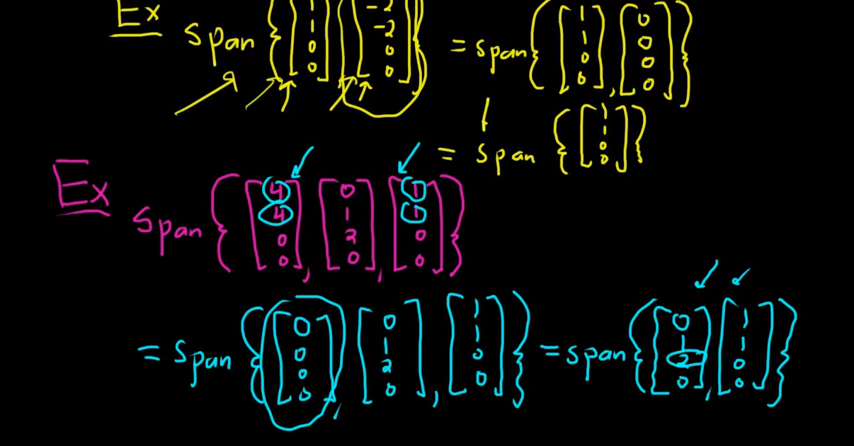 Ex span { [ 1 1 0 0 ] , [ -2 -2 0 0 ] } = span { [ 1 1 0 0 ] , [ 0 0 0 0 ] }
= span { [ 1 1 0 0 ] }
Ex span { [ 4 4 0 0 ] , [ 0 1 2 0 ] , [ 1 1 0 0 ] }
= span { [ 0 0 0 0 ] , [ 0 1 2 0 ] , [ 1 1 0 0 ] } = span { [ 0 1 2 0 ] , [ 1 1 0 0 ] }